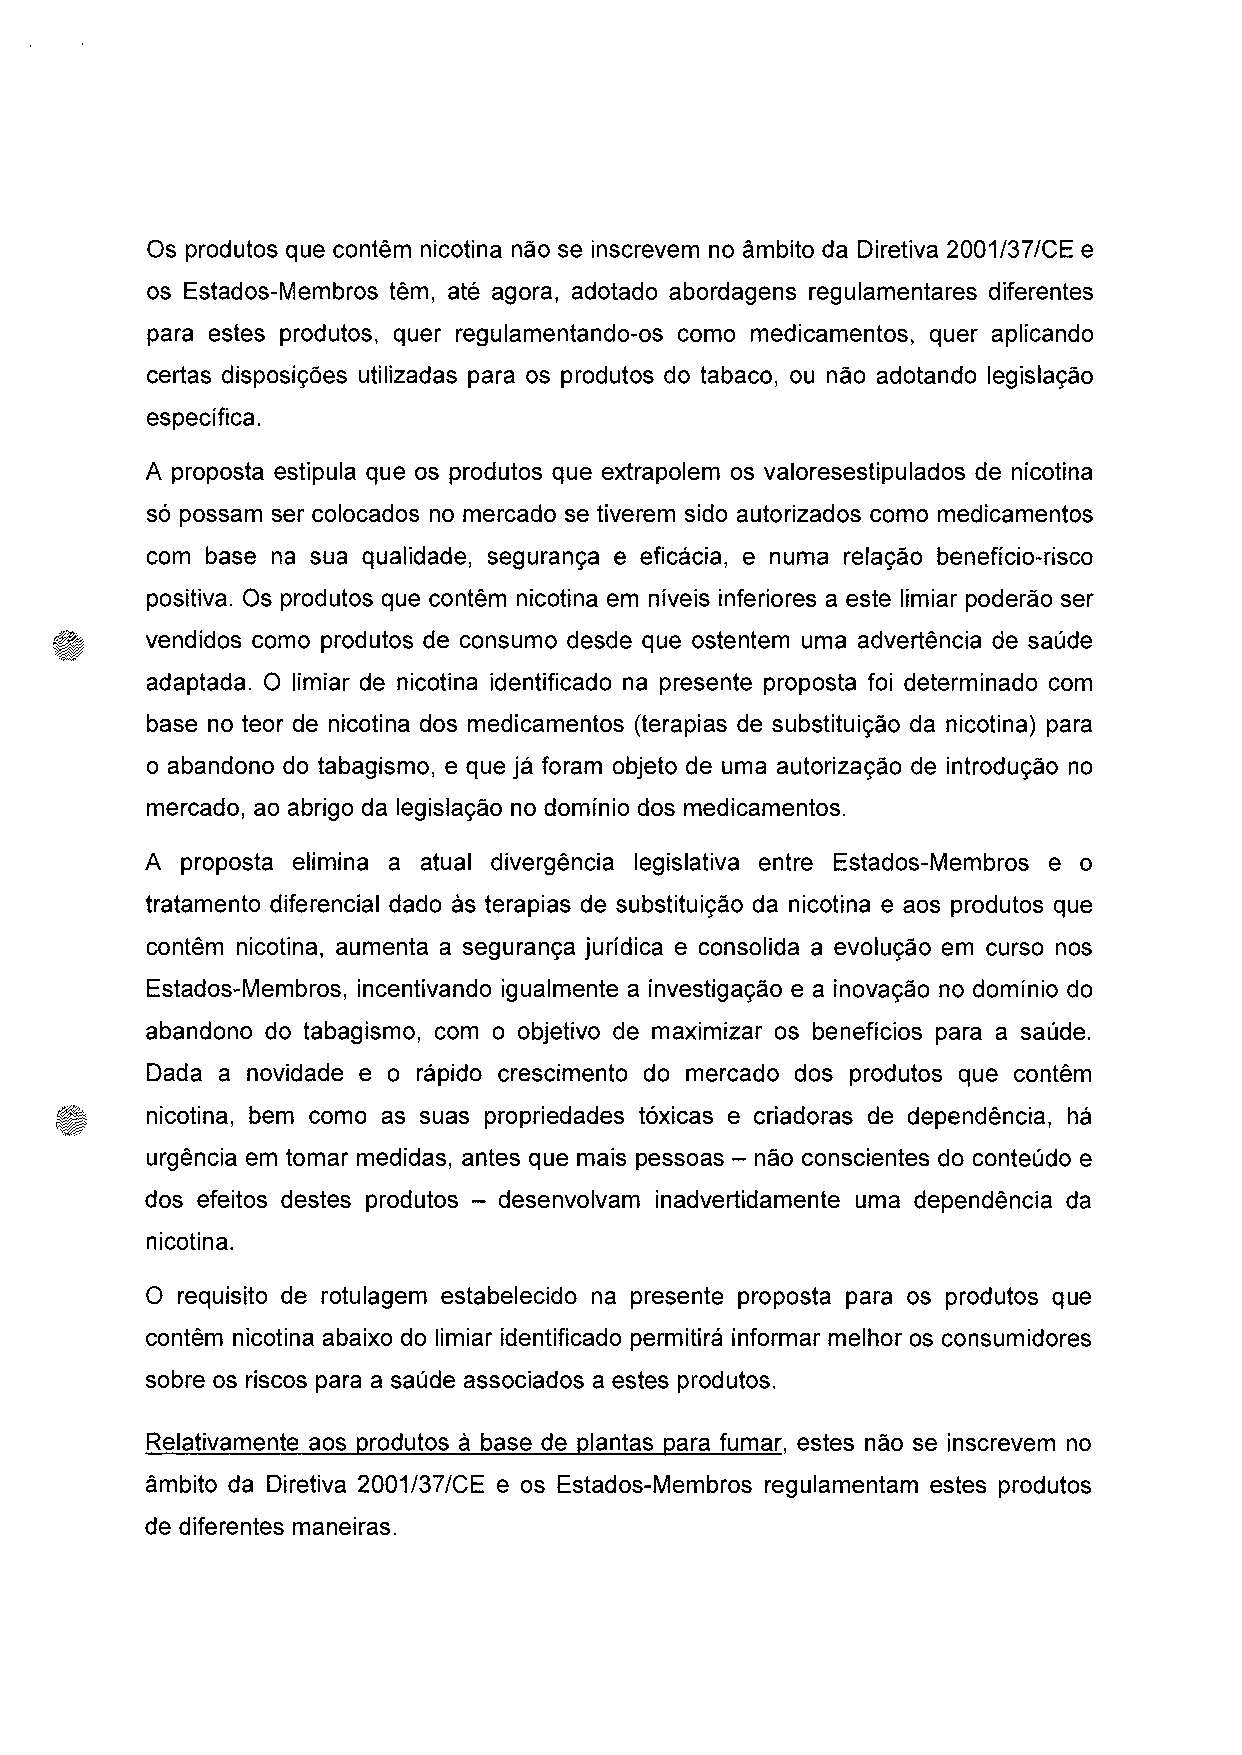 Os produtos que contêm nicotina não se inscrevem no âmbito da Diretiva 2001/37/CE e
os Estados-Membros têm, até agora, adotado abordagens regulamentares diferentes
para estes produtos, quer regulamentando-os como medicamentos, quer aplicando
certas disposições utilizadas para os produtos do tabaco, ou não adotando legislação
específica.
A proposta estipula que os produtos que extrapolem os valoresestipulados de nicotina
só possam ser colocados no mercado se tiverem sido autorizados como medicamentos
com base na sua qualidade, segurança e eficácia, e numa relação benefício-risco
positiva. Os produtos que contêm nicotina em níveis inferiores a este limiar poderão ser
vendidos como produtos de consumo desde que ostentem uma advertência de saúde
adaptada. O limiar de nicotina identificado na presente proposta foi determinado com
base no teor de nicotina dos medicamentos (terapias de substituição da nicotina) para
o abandono do tabagismo, e que já foram objeto de uma autorização de introdução no
mercado, ao abrigo da legislação no domínio dos medicamentos.
A proposta elimina a atual divergência legislativa entre Estados-Membros e o
tratamento diferencial dado às terapias de substituição da nicotina e aos produtos que
contêm nicotina, aumenta a segurança jurídica e consolida a evolução em curso nos
Estados-Membros, incentivando igualmente a investigação e a inovação no domínio do
abandono do tabagismo, com o objetivo de maximizar os benefícios para a saúde.
Dada a novidade e o rápido crescimento do mercado dos produtos que contêm
nicotina, bem como as suas propriedades tóxicas e criadoras de dependência, há
urgência em tomar medidas, antes que mais pessoas – não conscientes do conteúdo e
dos efeitos destes produtos – desenvolvam inadvertidamente uma dependência da
nicotina.
O requisito de rotulagem estabelecido na presente proposta para os produtos que
contêm nicotina abaixo do limiar identificado permitirá informar melhor os consumidores
sobre os riscos para a saúde associados a estes produtos.
Relativamente aos produtos à base de plantas para fumar, estes não se inscrevem no
âmbito da Diretiva 2001/37/CE e os Estados-Membros regulamentam estes produtos
de diferentes maneiras.